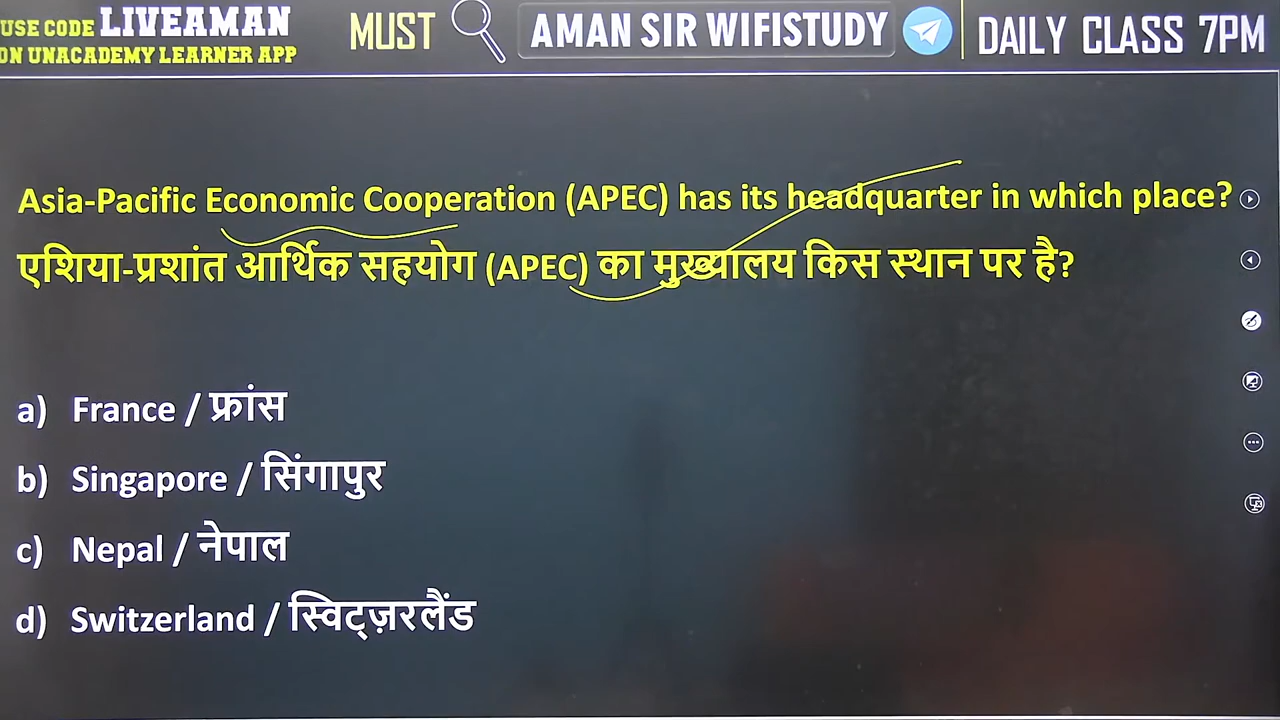 USE CODE LIVEAMAN
ON UNACADEMY LEARNER APP
MUST
AMAN SIR WIFISTUDY
DAILY CLASS 7PM
Asia-Pacific Economic Cooperation (APEC) has its headquarter in which place?
एशिया-प्रशांत आर्थिक सहयोग (APEC) का मुख्यालय किस स्थान पर है?
a) France / फ्रांस
b) Singapore / सिंगापुर
c) Nepal / नेपाल
d) Switzerland / स्विट्ज़रलैंड